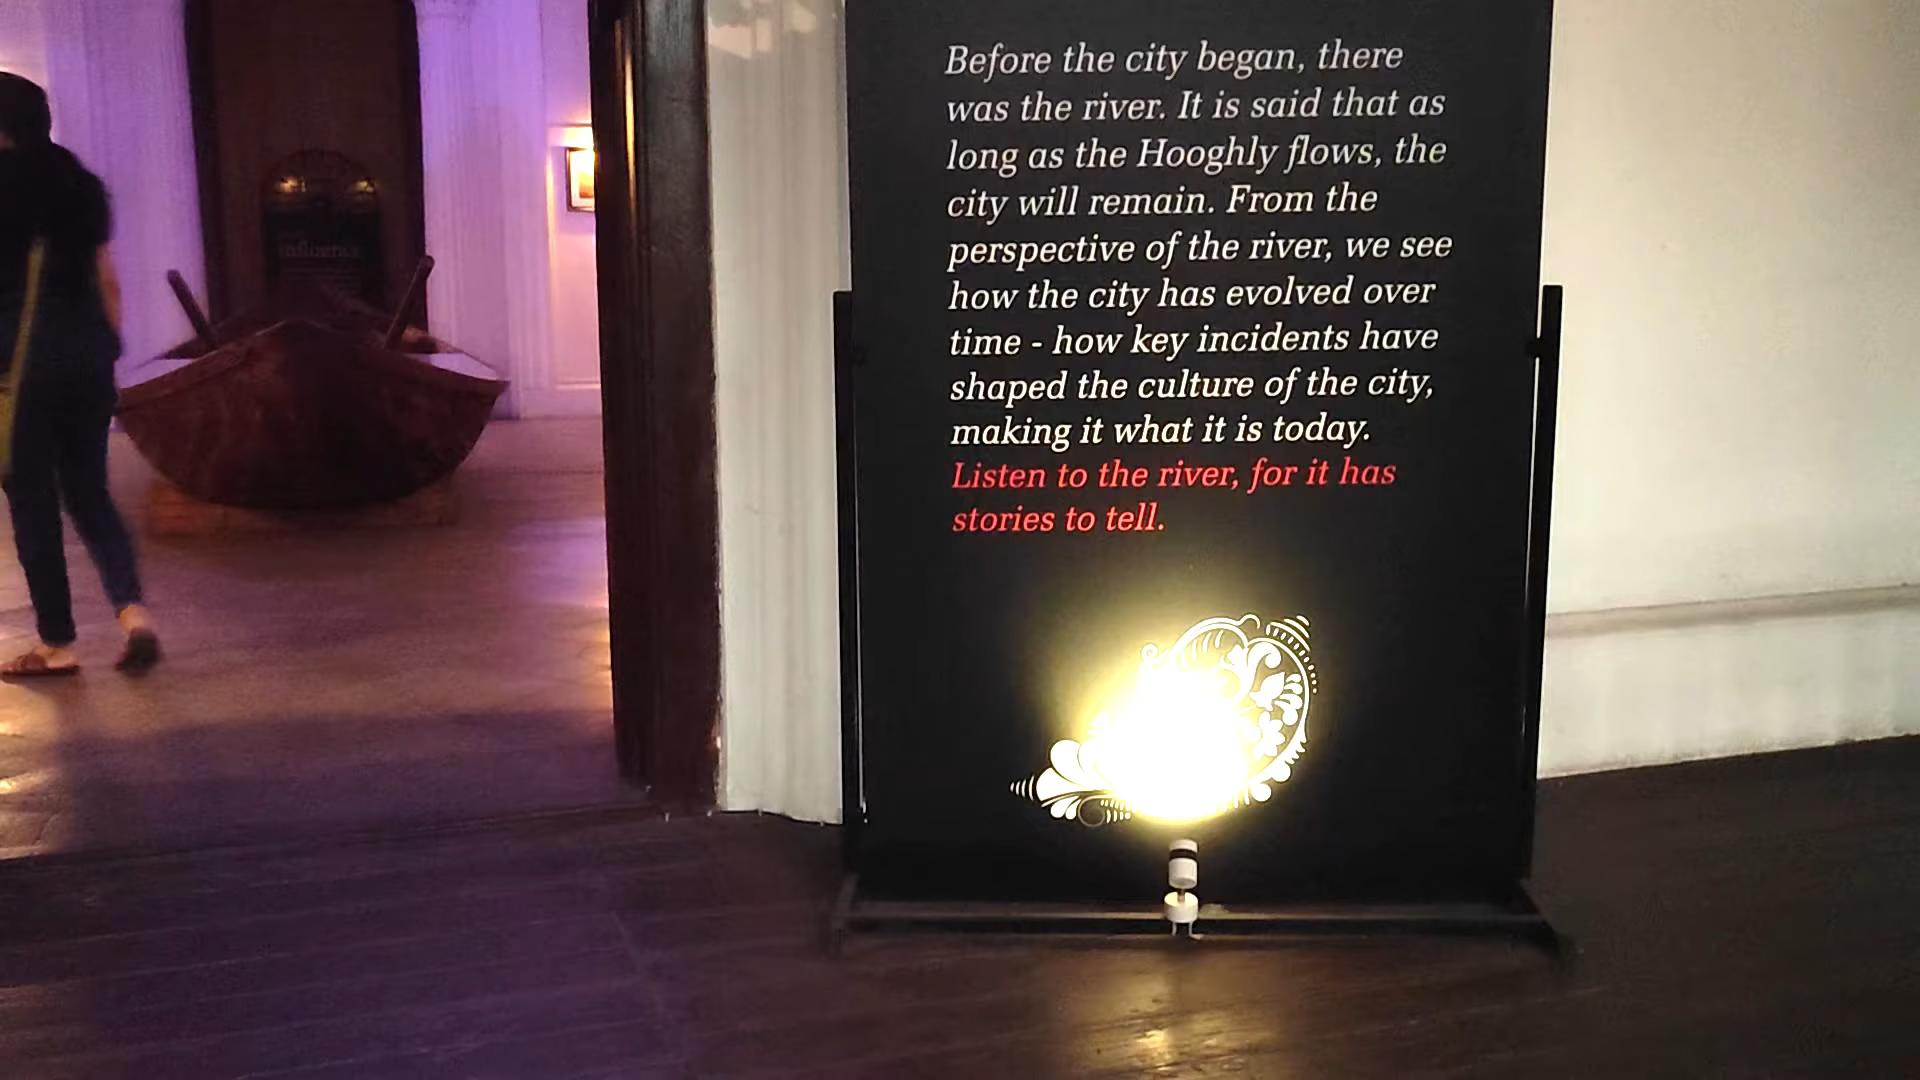 Before the city began, there
was the river. It is said that as
long as the Hooghly flows, the
city will remain. From the
perspective of the river, we see
how the city has evolved over
time - how key incidents have
shaped the culture of the city,
making it what it is today.
Listen to the river, for it has
stories to tell.
influence